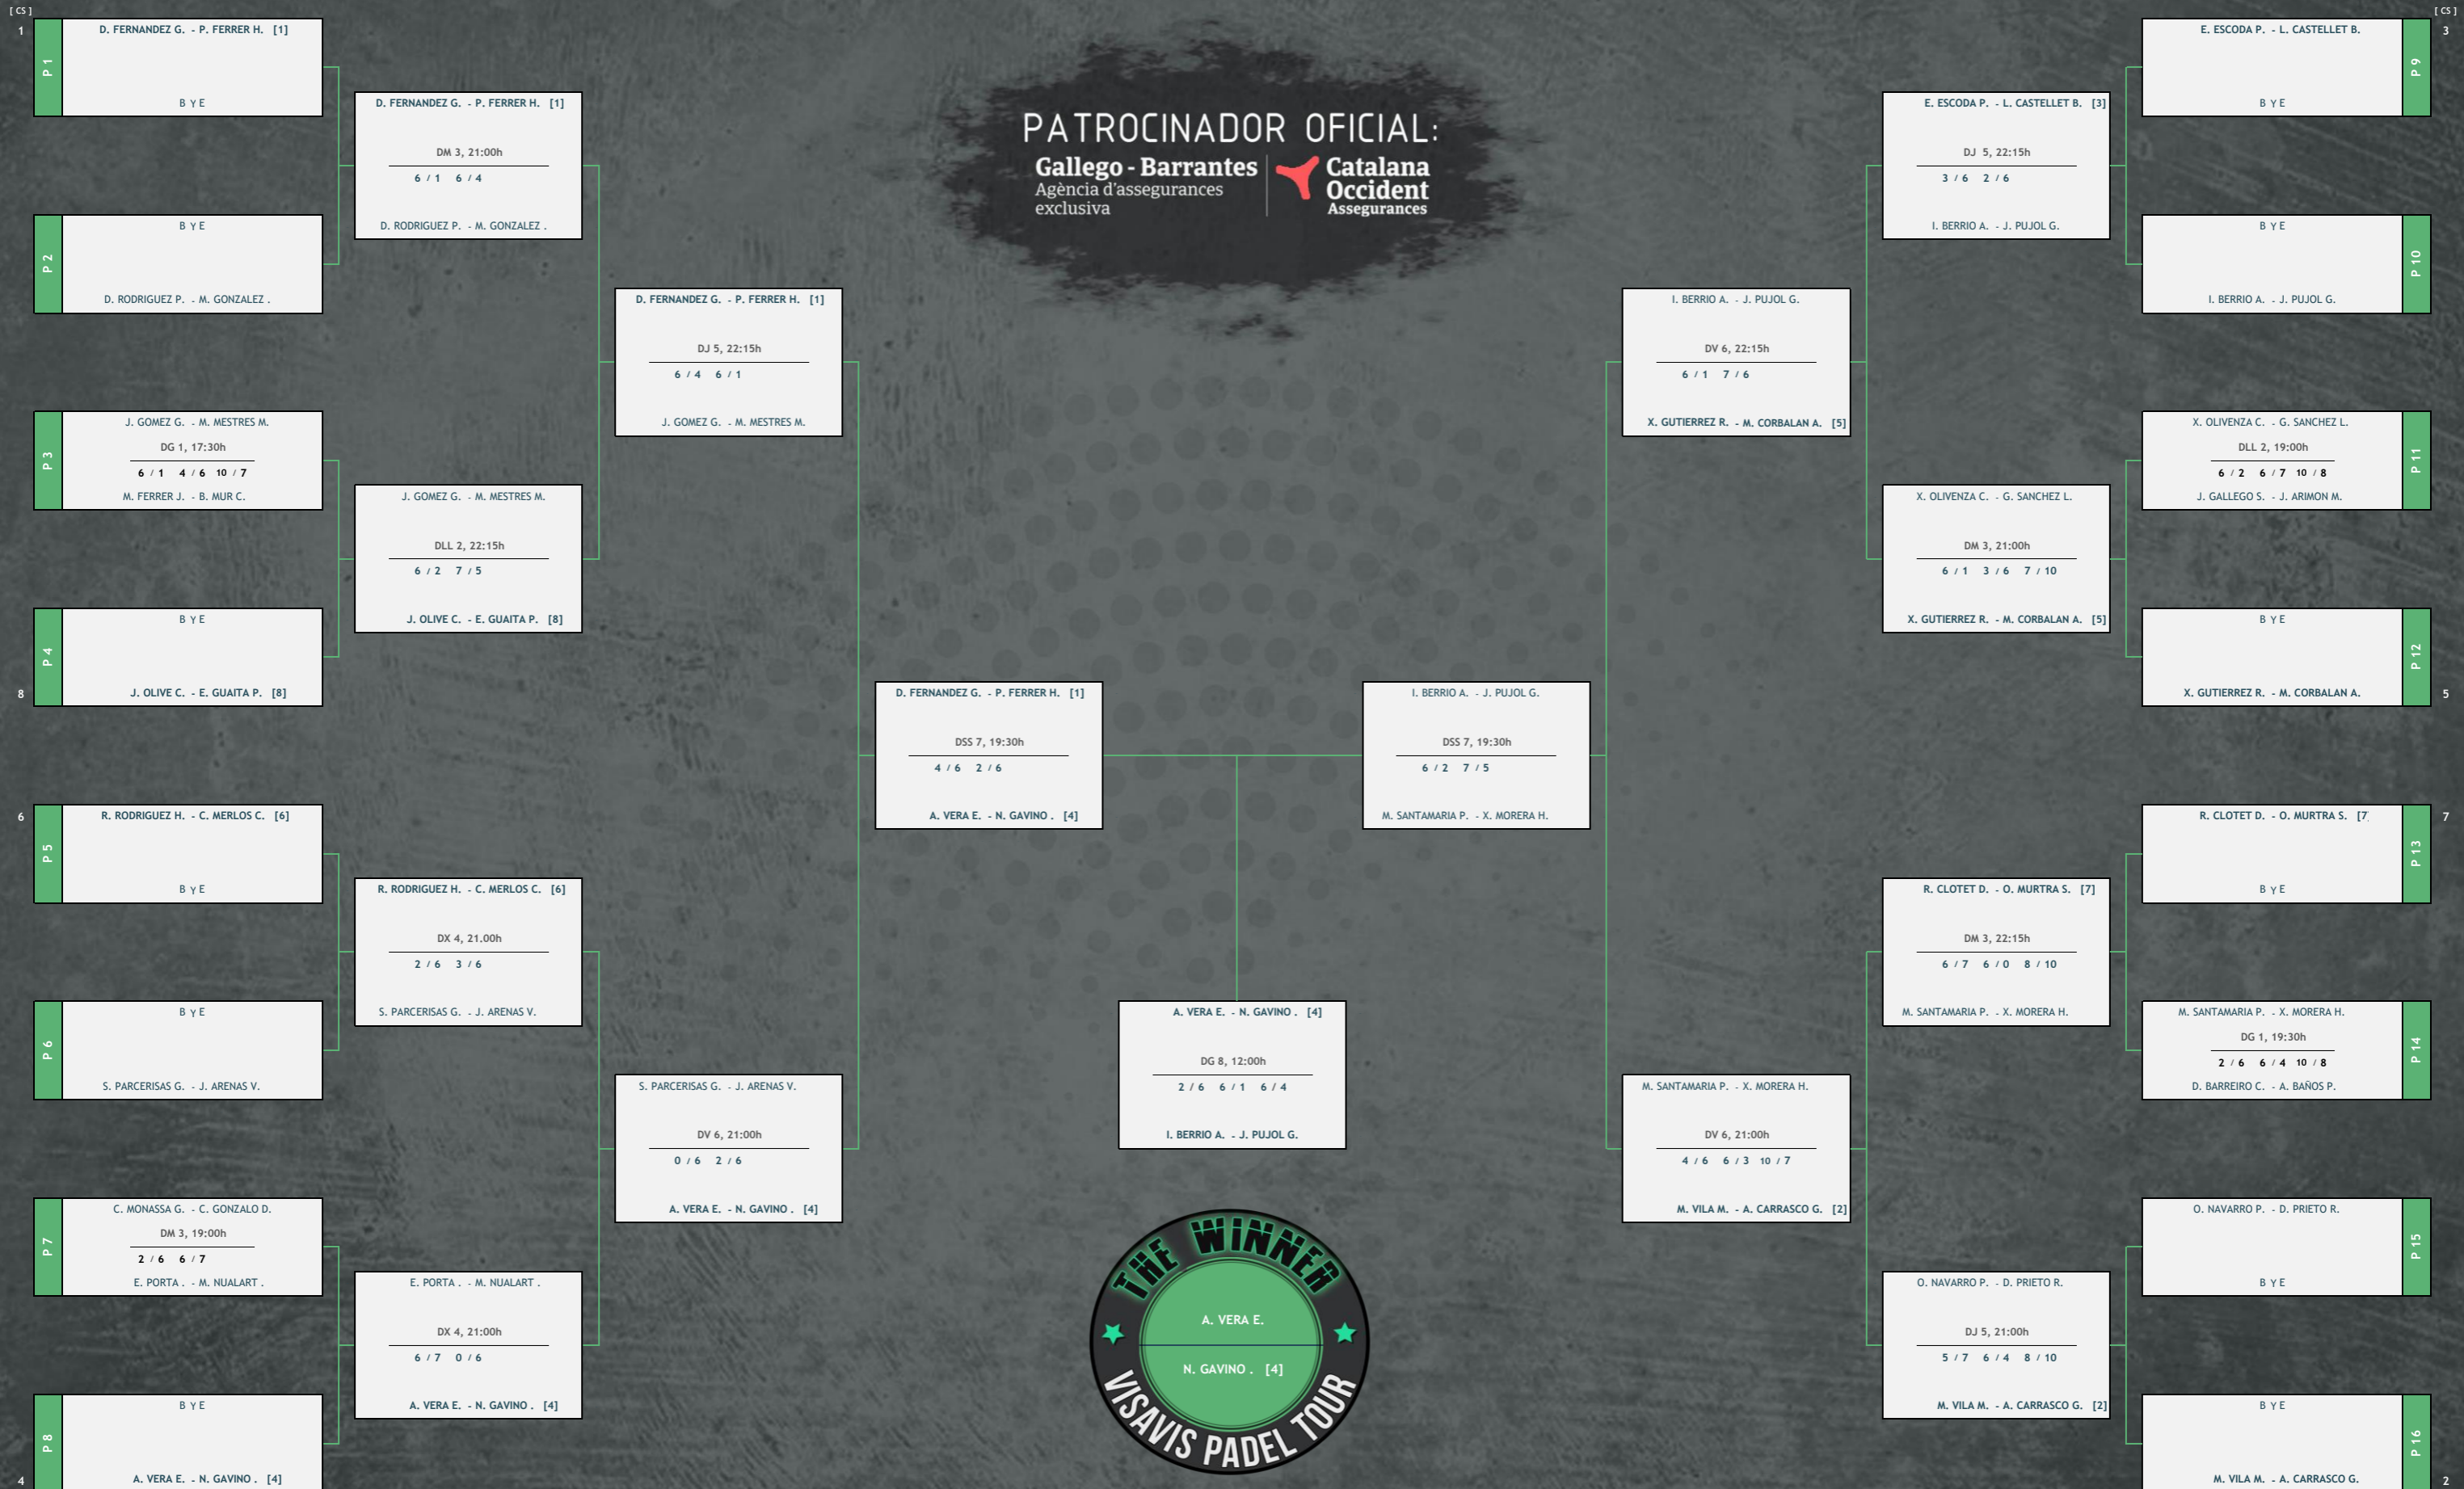 [ CS ]
1
P 1
D. FERNANDEZ G. - P. FERRER H. [1]
B Y E
P 2
B Y E
D. RODRIGUEZ P. - M. GONZALEZ .
P 3
J. GOMEZ G. - M. MESTRES M.
DG 1, 17:30h
6 / 1 4 / 6 10 / 7
M. FERRER J. - B. MUR C.
P 4
B Y E
J. OLIVE C. - E. GUAITA P. [8]
8
6
P 5
R. RODRIGUEZ H. - C. MERLOS C. [6]
B Y E
P 6
B Y E
S. PARCERISAS G. - J. ARENAS V.
P 7
C. MONASSA G. - C. GONZALO D.
DM 3, 19:00h
2 / 6 6 / 7
E. PORTA . - M. NUALART .
P 8
B Y E
A. VERA E. - N. GAVINO . [4]
4
D. FERNANDEZ G. - P. FERRER H. [1]
DM 3, 21:00h
6 / 1 6 / 4
D. RODRIGUEZ P. - M. GONZALEZ .
J. GOMEZ G. - M. MESTRES M.
DLL 2, 22:15h
6 / 2 7 / 5
J. OLIVE C. - E. GUAITA P. [8]
R. RODRIGUEZ H. - C. MERLOS C. [6]
DX 4, 21.00h
2 / 6 3 / 6
S. PARCERISAS G. - J. ARENAS V.
E. PORTA . - M. NUALART .
DX 4, 21:00h
6 / 7 0 / 6
A. VERA E. - N. GAVINO . [4]
D. FERNANDEZ G. - P. FERRER H. [1]
DJ 5, 22:15h
6 / 4 6 / 1
J. GOMEZ G. - M. MESTRES M.
S. PARCERISAS G. - J. ARENAS V.
DV 6, 21:00h
0 / 6 2 / 6
A. VERA E. - N. GAVINO . [4]
D. FERNANDEZ G. - P. FERRER H. [1]
DSS 7, 19:30h
4 / 6 2 / 6
A. VERA E. - N. GAVINO . [4]
PATROCINADOR OFICIAL:
Gallego - Barrantes
Agència d'assegurances
exclusiva
Catalana
Occident
Assegurances
A. VERA E. - N. GAVINO . [4]
DG 8, 12:00h
2 / 6 6 / 1 6 / 4
I. BERRIO A. - J. PUJOL G.
THE WINNER
A. VERA E.
N. GAVINO . [4]
VISAVIS PADEL TOUR
I. BERRIO A. - J. PUJOL G.
DSS 7, 19:30h
6 / 2 7 / 5
M. SANTAMARIA P. - X. MORERA H.
I. BERRIO A. - J. PUJOL G.
DV 6, 22:15h
6 / 1 7 / 6
X. GUTIERREZ R. - M. CORBALAN A. [5]
M. SANTAMARIA P. - X. MORERA H.
DV 6, 21:00h
4 / 6 6 / 3 10 / 7
M. VILA M. - A. CARRASCO G. [2]
E. ESCODA P. - L. CASTELLET B. [3]
DJ 5, 22:15h
3 / 6 2 / 6
I. BERRIO A. - J. PUJOL G.
X. OLIVENZA C. - G. SANCHEZ L.
DM 3, 21:00h
6 / 1 3 / 6 7 / 10
X. GUTIERREZ R. - M. CORBALAN A. [5]
R. CLOTET D. - O. MURTRA S. [7]
DM 3, 22:15h
6 / 7 6 / 0 8 / 10
M. SANTAMARIA P. - X. MORERA H.
O. NAVARRO P. - D. PRIETO R.
DJ 5, 21:00h
5 / 7 6 / 4 8 / 10
M. VILA M. - A. CARRASCO G. [2]
[ CS ]
3
E. ESCODA P. - L. CASTELLET B.
B Y E
P 9
B Y E
I. BERRIO A. - J. PUJOL G.
P 10
X. OLIVENZA C. - G. SANCHEZ L.
DLL 2, 19:00h
6 / 2 6 / 7 10 / 8
J. GALLEGO S. - J. ARIMON M.
P 11
B Y E
X. GUTIERREZ R. - M. CORBALAN A.
P 12
5
7
R. CLOTET D. - O. MURTRA S. [7
B Y E
P 13
M. SANTAMARIA P. - X. MORERA H.
DG 1, 19:30h
2 / 6 6 / 4 10 / 8
D. BARREIRO C. - A. BAÑOS P.
P 14
O. NAVARRO P. - D. PRIETO R.
B Y E
P 15
B Y E
M. VILA M. - A. CARRASCO G.
P 16
2